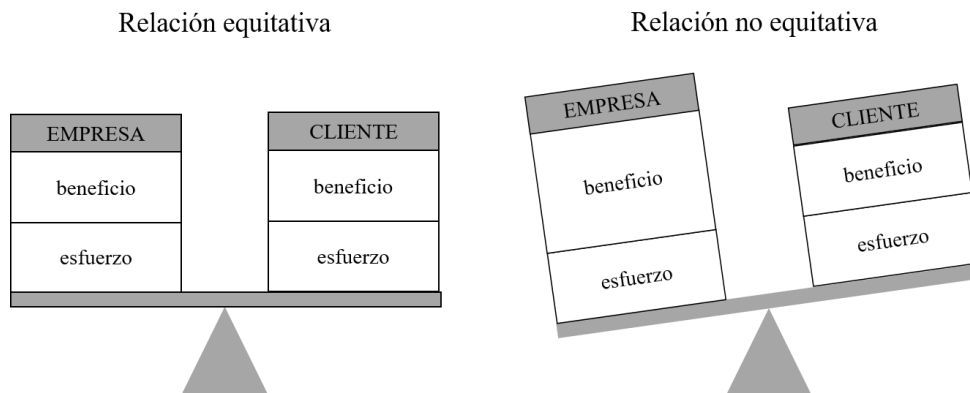 Relación equitativa
EMPRESA
beneficio
esfuerzo
CLIENTE
beneficio
esfuerzo
Relación no equitativa
EMPRESA
beneficio
esfuerzo
CLIENTE
beneficio
esfuerzo